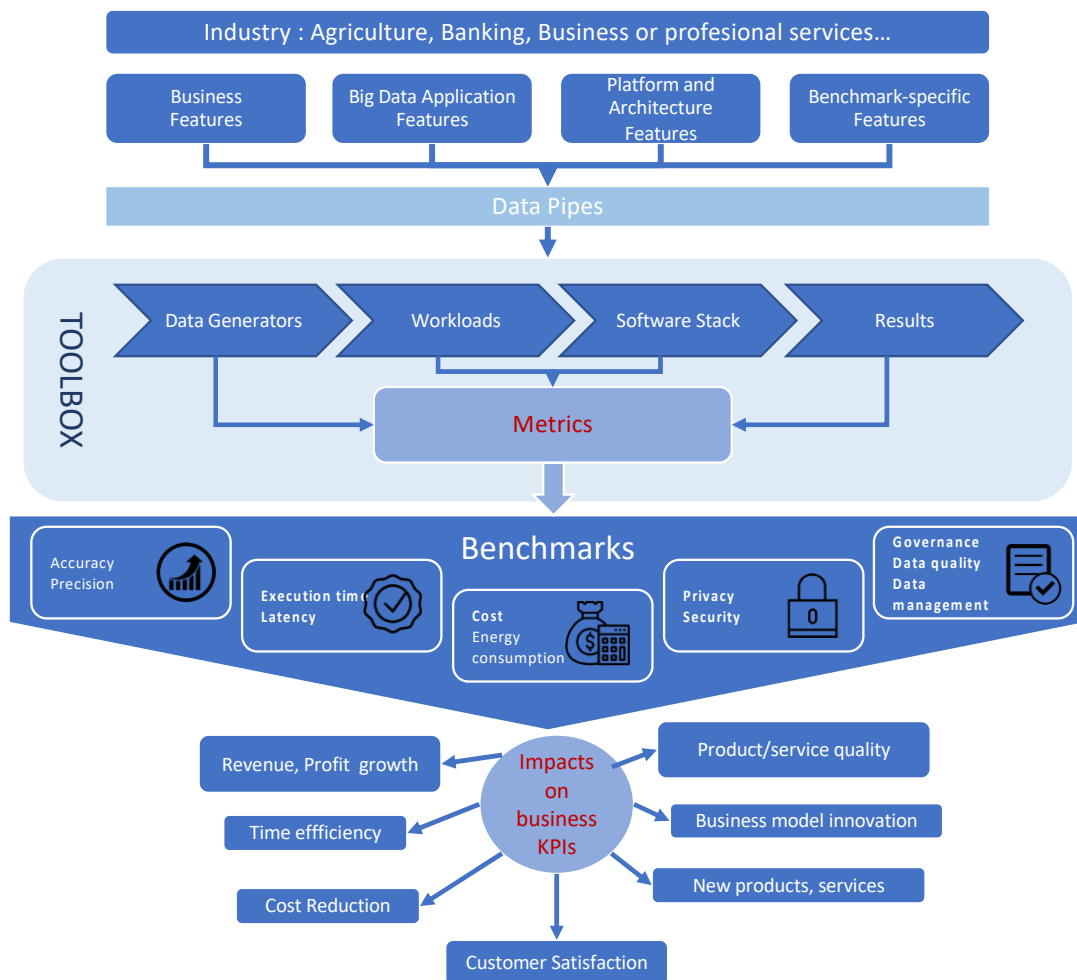 Industry : Agriculture, Banking, Business or profesional services...
Business
Features
Big Data Application
Features
Platform and
Architecture
Features
Benchmark-specific
Features
Data Pipes
TOOLBOX
Data Generators
Workloads
Software Stack
Results
Metrics
Benchmarks
Accuracy
Precision
Execution time
Latency
Cost
Energy
consumption
Privacy
Security
Governance
Data quality
Data
management
Impacts
on
business
KPIs
Revenue, Profit growth
Product/service quality
Time effficiency
Business model innovation
Cost Reduction
New products, services
Customer Satisfaction